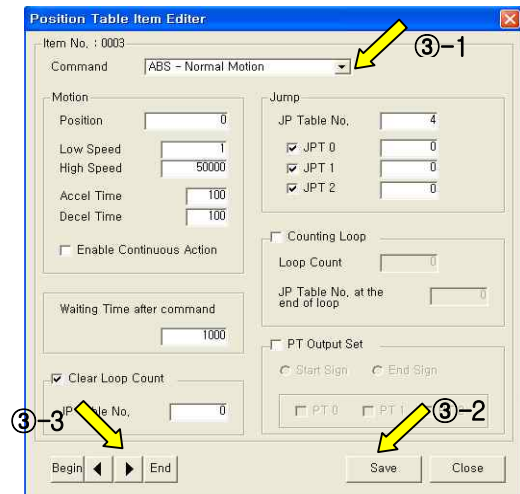 Position Table Item Editer
Item No. : 0003
③-1
Command ABS - Normal Motion
Motion
Position 0
Low Speed 1
High Speed 50000
Accel Time 100
Decel Time 100
Enable Continuous Action
Waiting Time after command
1000
Clear Loop Count
Table No. 0
③-3
Jump
JP Table No. 4
JPT 0 0
JPT 1 0
JPT 2 0
Counting Loop
Loop Count 0
JP Table No. at the
end of loop 0
PT Output Set
Start Sign End Sign
PT 0 PT 1
③-2
Begin End Save Close